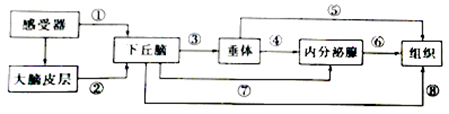 ⑤
感受器 ①
下丘脑 ③ 垂体 ④ 内分泌腺 ⑥ 组织
大脑皮层 ② ⑦ ⑧